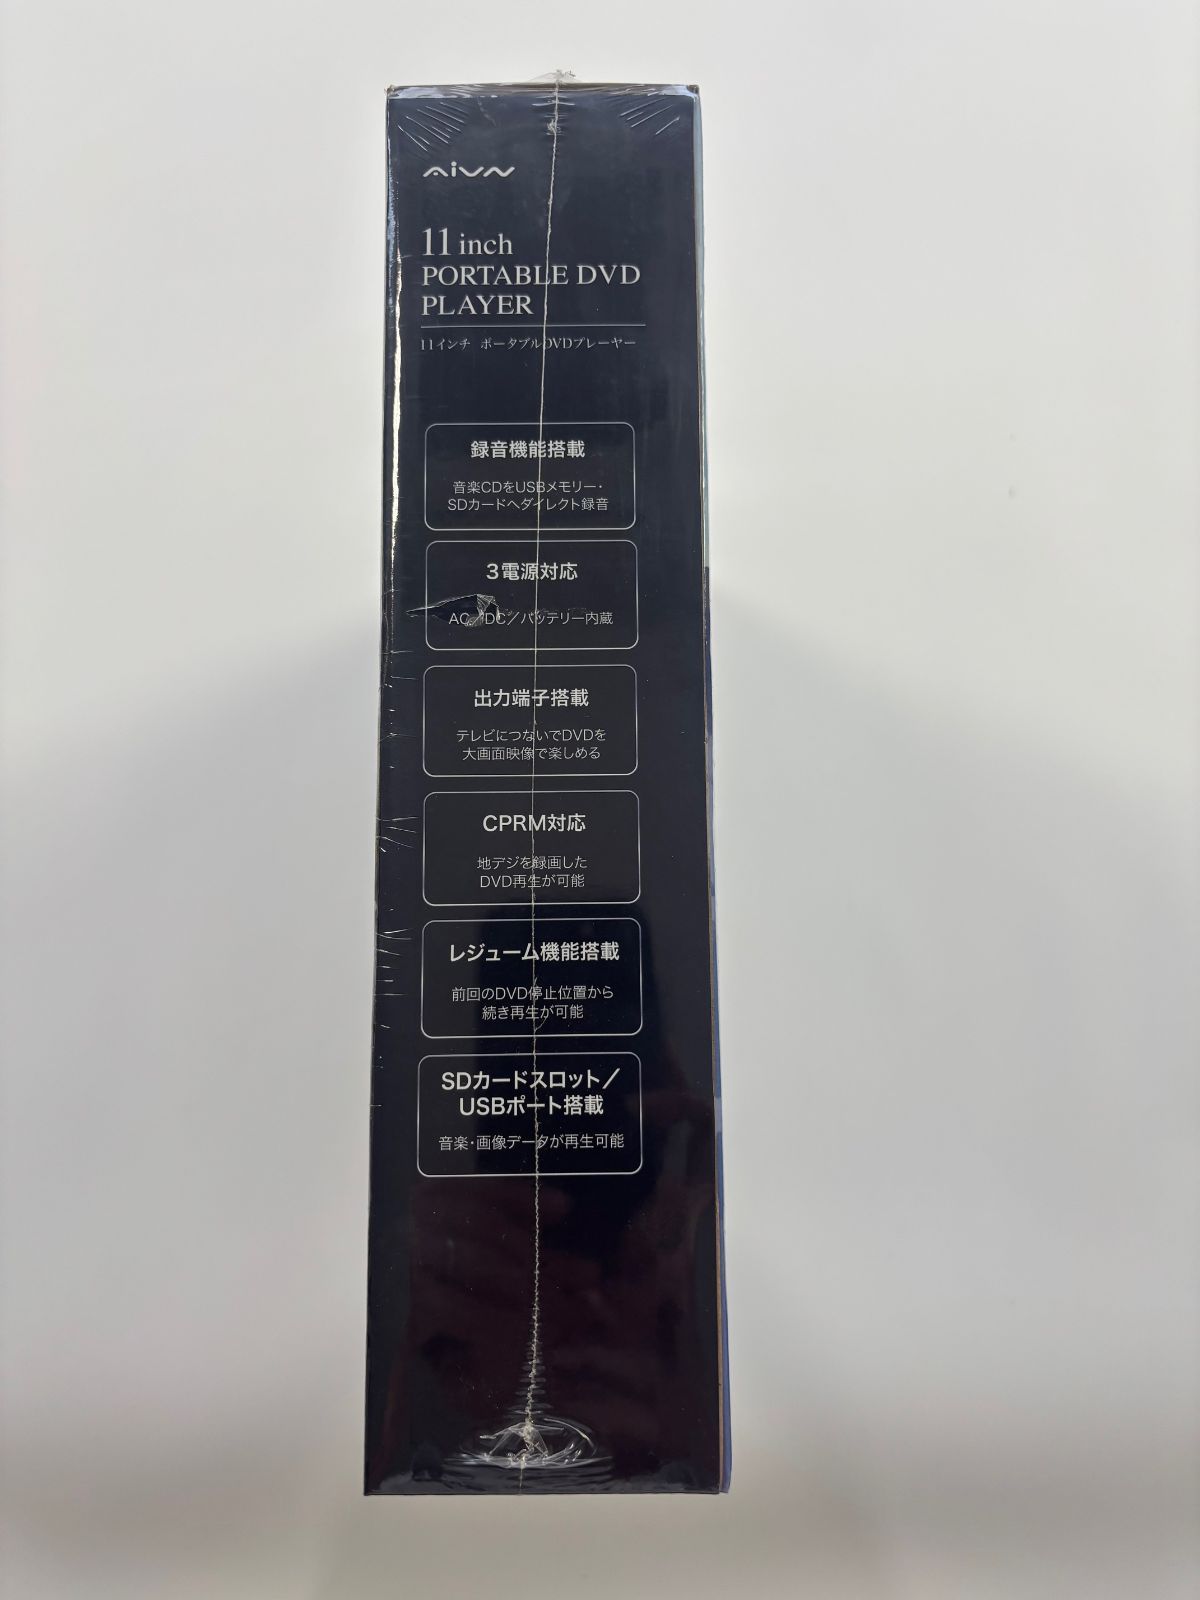 AiVN
11 inch
PORTABLE DVD
PLAYER
11インチ ポータブルDVDプレーヤー
録音機能搭載
音楽CDをUSBメモリー・
SDカードへダイレクト録音
3電源対応
AC/DC/バッテリー内蔵
出力端子搭載
テレビにつないでDVDを
大画面映像で楽しめる
CPRM対応
地デジを録画した
DVD再生が可能
レジューム機能搭載
前回のDVD停止位置から
続き再生が可能
SDカードスロット/
USBポート搭載
音楽・画像データが再生可能